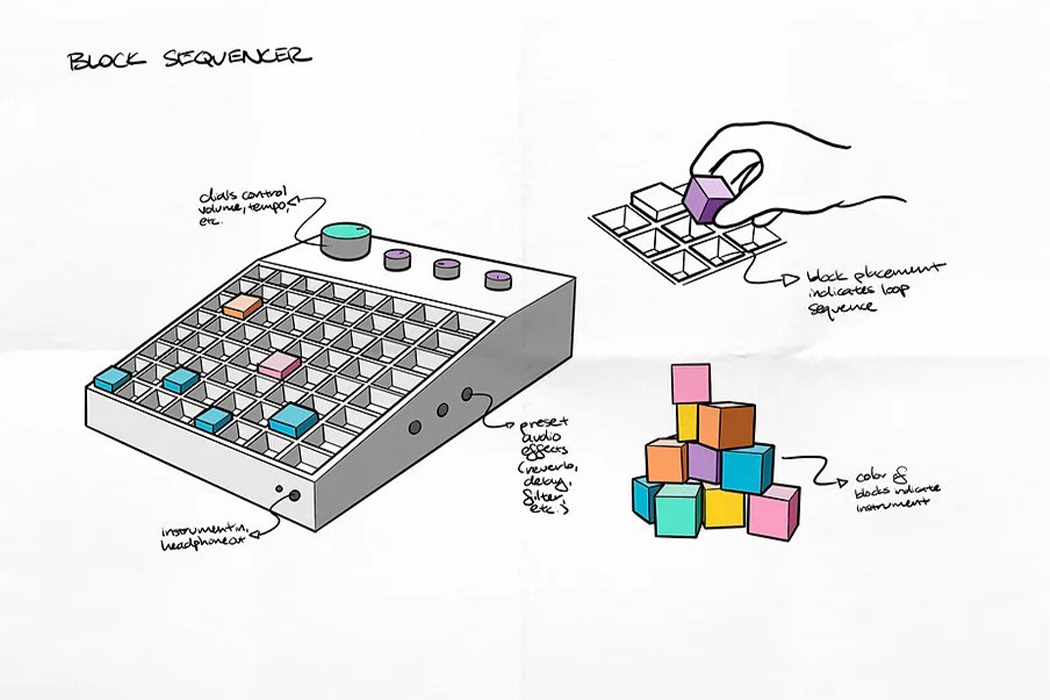 BLOCK SEQUENCER
dials control
volume, tempo,
etc.
block placement
indicates loop
sequence
preset
audio
effects
(reverb,
delay,
filter,
etc.)
color of
blocks indicate
instrument
instrument in,
headphone out